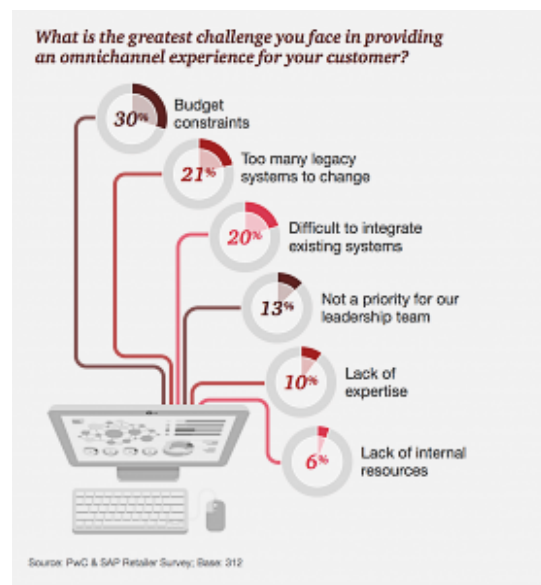 What is the greatest challenge you face in providing
an omnichannel experience for your customer?
30%
Budget
constraints
21%
Too many legacy
systems to change
20%
Difficult to integrate
existing systems
13%
Not a priority for our
leadership team
10%
Lack of
expertise
6%
Lack of internal
resources
Source: PwC & SAP Retailer Survey; Base: 312